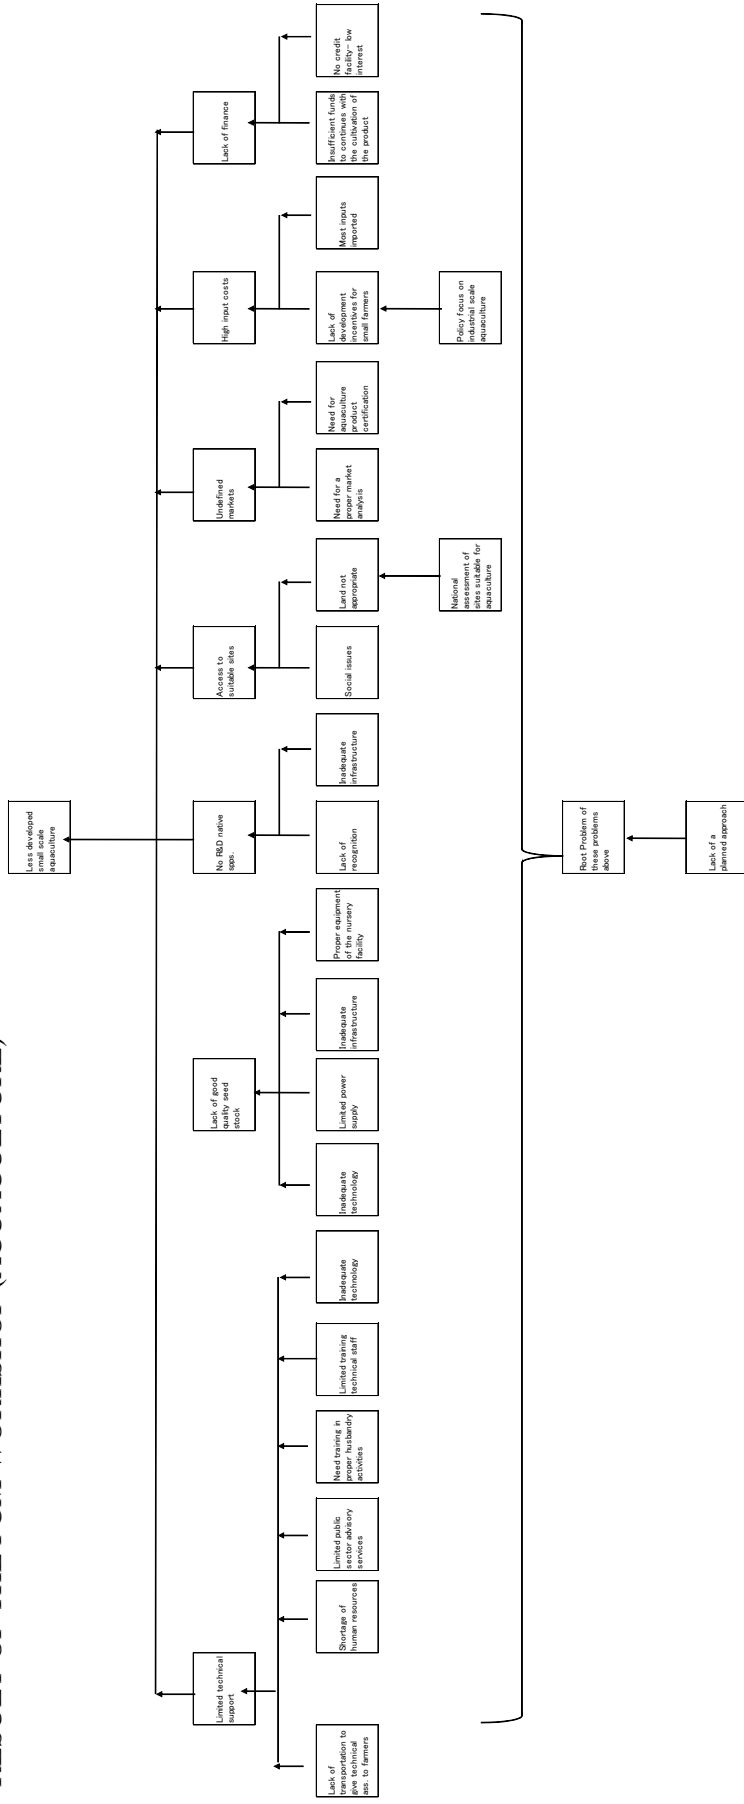 Less developed
small scale
aquaculture
Limited technical
support
Lack of good
quality seed
stock
No R&D native
spps.
Access to
suitable sites
Undefined
markets
High input costs
Lack of finance
Lack of
transportation to
give technical
ass. to farmers
Shortage of
human resources
Limited public
sector advisory
services
Need training in
proper husbandry
activities
Limited training
technical staff
Inadequate
technology
Inadequate
technology
Limited power
supply
Inadequate
infrastructure
Proper equipment
of the nursery
facility
Lack of
recognition
Inadequate
infrastructure
Social issues
Land not
appropriate
Need for a
proper market
analysis
Need for
aquaculture
product
certification
Lack of
development
incentives for
small farmers
Most inputs
imported
Insufficient funds
to continues with
the cultivation of
the product
No credit
facility- low
interest
National
assessment of
sites suitable for
aquaculture
Policy focus on
industrial scale
aquaculture
Root Problem of
these problems
above
Lack of a
planned approach